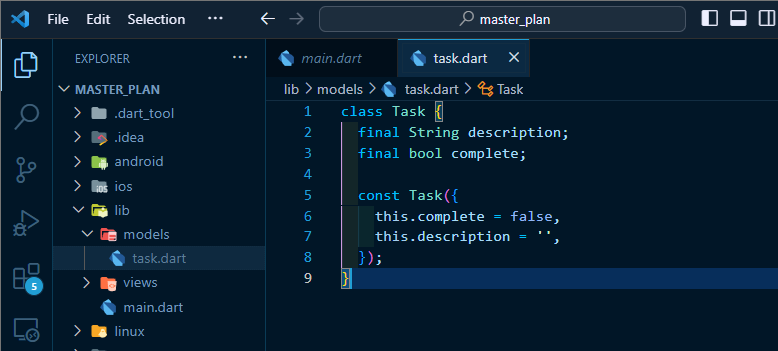 File Edit Selection ··· master_plan
EXPLORER ···
MASTER_PLAN
.dart_tool
.idea
android
ios
lib
models
task.dart
views
main.dart
linux
5
main.dart task.dart
lib > models > task.dart > Task
1 class Task {
2 final String description;
3 final bool complete;
4
5 const Task({
6 this.complete = false,
7 this.description = '',
8 });
9 }